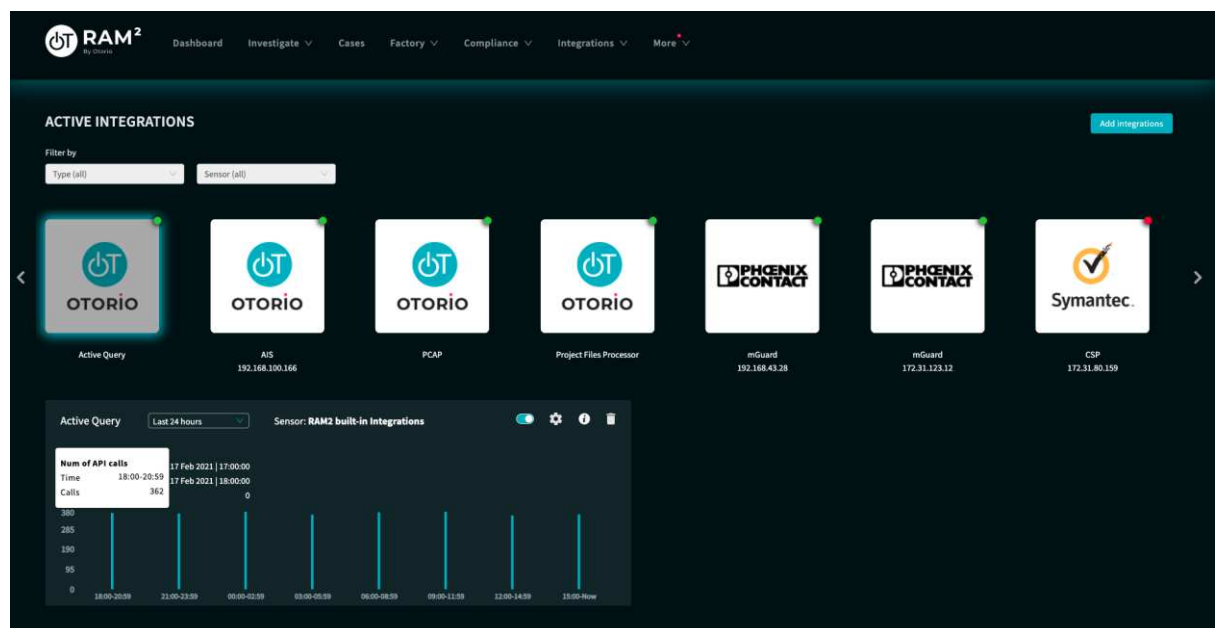 RAM²
By Otorio
Dashboard Investigate Cases Factory Compliance Integrations More
ACTIVE INTEGRATIONS
Add integrations
Filter by
Type (all) Sensor (all)
OTORIO OTORIO OTORIO OTORIO PHŒNIX CONTACT PHŒNIX CONTACT Symantec.
Active Query AIS PCAP Project Files Processor mGuard mGuard CSP
192.168.100.166 192.168.43.28 172.31.123.12 172.31.80.159
Active Query Last 24 hours Sensor: RAM2 built-in Integrations
Num of API calls
17 Feb 2021 | 17:00:00
Time 18:00-20:59
17 Feb 2021 | 18:00:00
Calls 362
0
380
285
190
95
0
18:00-20:59 21:00-23:59 00:00-02:59 03:00-05:59 06:00-08:59 09:00-11:59 12:00-14:59 15:00-Now